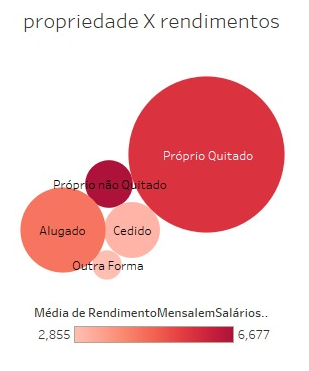 propriedade X rendimentos
Próprio Quitado
Próprio não Quitado
Alugado
Cedido
Outra Forma
Média de RendimentoMensalemSalários..
2,855
6,677